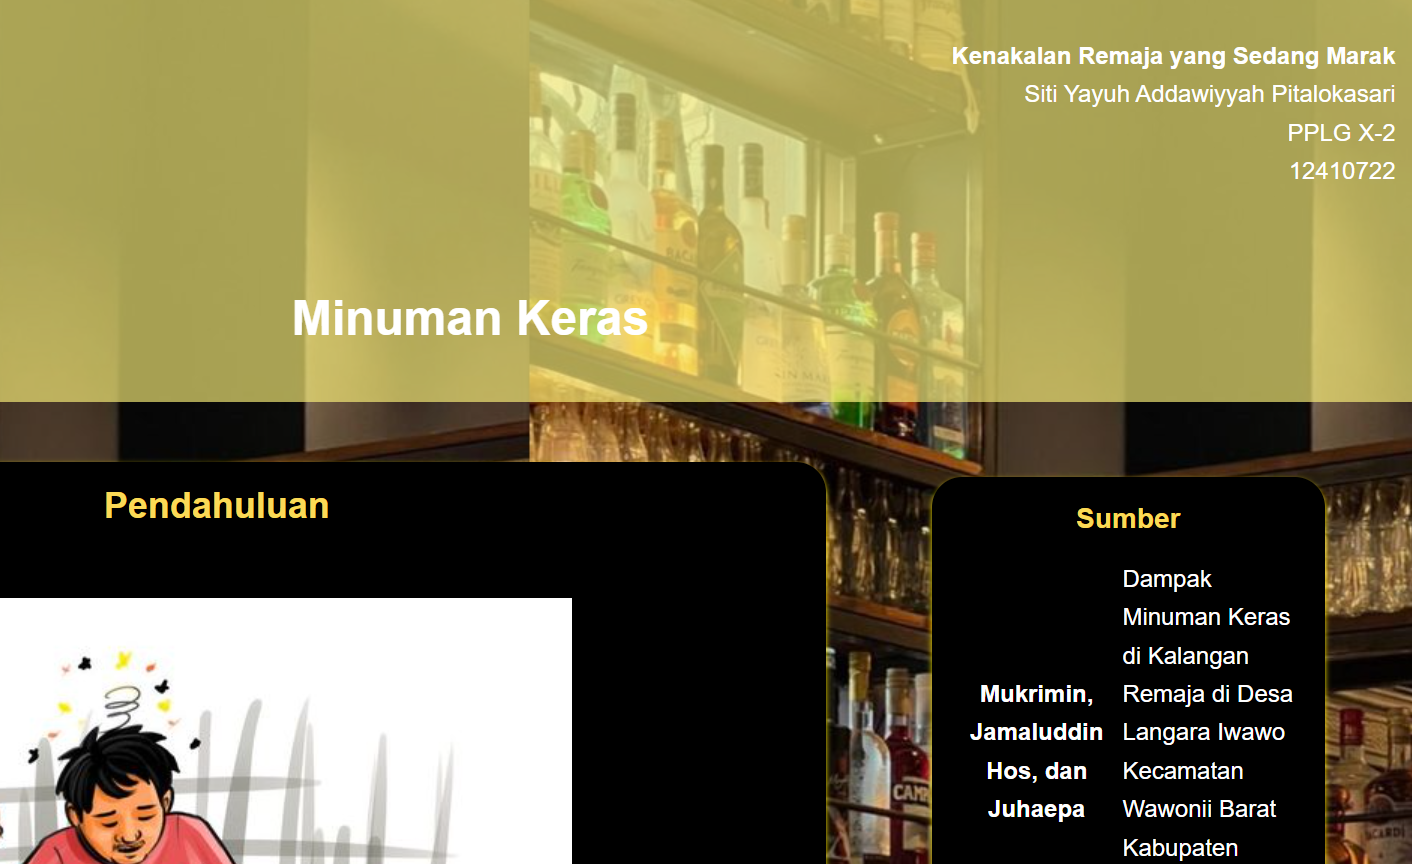 Kenakalan Remaja yang Sedang Marak
Siti Yayuh Addawiyyah Pitalokasari
PPLG X-2
12410722
Minuman Keras
Pendahuluan
Sumber
Mukrimin,
Jamaluddin
Hos, dan
Juhaepa
Dampak
Minuman Keras
di Kalangan
Remaja di Desa
Langara Iwawo
Kecamatan
Wawonii Barat
Kabupaten